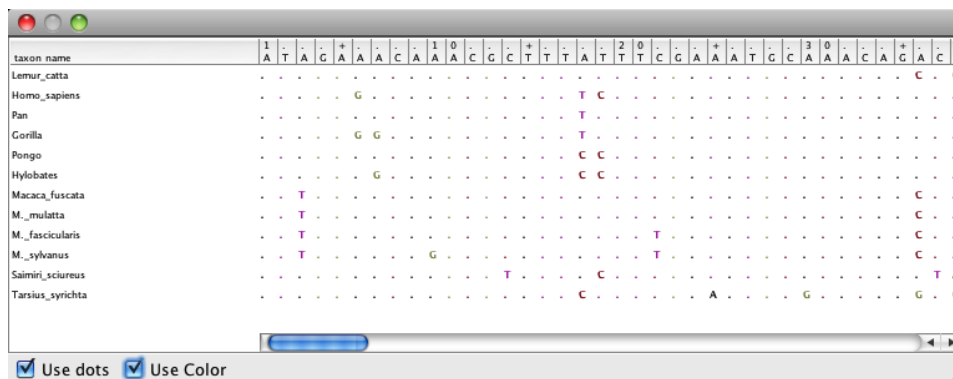 1 . . . + . . . . 1 0 . . . + . . . . 2 0 . . . + . . . . 3 0 . . . + . .
taxon name A T A G A A A C A A A C G C T T T A T T T C G A A A T G C A A A C A G A C
Lemur_catta . . . . . . . . . . . . . . . . . . . . . . . . . . . . . . . . . . . C .
Homo_sapiens . . . . . G . . . . . . . . . . . T C . . . . . . . . . . . . . . . . . .
Pan . . . . . . . . . . . . . . . . . T . . . . . . . . . . . . . . . . . . .
Gorilla . . . . . G G . . . . . . . . . . T . . . . . . . . . . . . . . . . . . .
Pongo . . . . . . . . . . . . . . . . . C C . . . . . . . . . . . . . . . . . .
Hylobates . . . . . . G . . . . . . . . . . C C . . . . . . . . . . . . . . . . . .
Macaca_fuscata . . T . . . . . . . . . . . . . . . . . . . . . . . . . . . . . . . . C .
M._mulatta . . T . . . . . . . . . . . . . . . . . . . . . . . . . . . . . . . . C .
M._fascicularis . . T . . . . . . . . . . . . . . . . . . T . . . . . . . . . . . . . C .
M._sylvanus . . T . . . . . . G . . . . . . . . . . . T . . . . . . . . . . . . . C .
Saimiri_sciureus . . . . . . . . . . . . . T . . . . C . . . . . . . . . . . . . . . . . T
Tarsius_syrichta . . . . . . . . . . . . . . . . . C . . . . . . A . . . . G . . . . . G .
Use dots Use Color